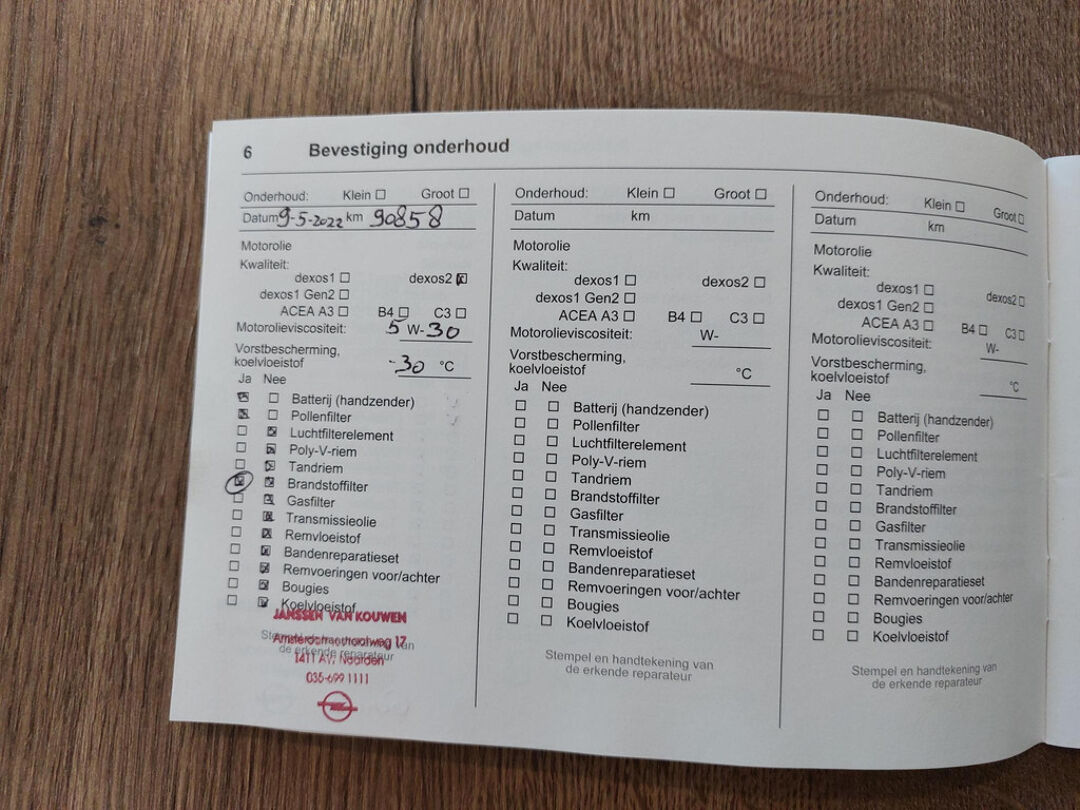 6 Bevestiging onderhoud
Onderhoud: Klein ☐ Groot ☐
Datum 9-5-2022 km 90858
Motorolie
Kwaliteit:
dexos1 ☐ dexos2 ☒
dexos1 Gen2 ☐
ACEA A3 ☐ B4 ☐ C3 ☐
Motorolieviscositeit: 5 W-30
Vorstbescherming,
koelvloeistof -30 °C
Ja Nee
☒ ☐ Batterij (handzender)
☒ ☐ Pollenfilter
☐ ☒ Luchtfilterelement
☐ ☒ Poly-V-riem
☐ ☒ Tandriem
☒ ☒ Brandstoffilter
☐ ☒ Gasfilter
☐ ☒ Transmissieolie
☐ ☒ Remvloeistof
☐ ☒ Bandenreparatieset
☐ ☒ Remvoeringen voor/achter
☐ ☒ Bougies
☐ ☒ Koelvloeistof
JANSSEN VAN KOUWEN
Amsterdamsestraatweg 17
1411 AW Naarden
035-699 1111
Stempel en handtekening van
de erkende reparateur
Onderhoud: Klein ☐ Groot ☐
Datum km
Motorolie
Kwaliteit:
dexos1 ☐ dexos2 ☐
dexos1 Gen2 ☐
ACEA A3 ☐ B4 ☐ C3 ☐
Motorolieviscositeit: W-
Vorstbescherming,
koelvloeistof °C
Ja Nee
☐ ☐ Batterij (handzender)
☐ ☐ Pollenfilter
☐ ☐ Luchtfilterelement
☐ ☐ Poly-V-riem
☐ ☐ Tandriem
☐ ☐ Brandstoffilter
☐ ☐ Gasfilter
☐ ☐ Transmissieolie
☐ ☐ Remvloeistof
☐ ☐ Bandenreparatieset
☐ ☐ Remvoeringen voor/achter
☐ ☐ Bougies
☐ ☐ Koelvloeistof
Stempel en handtekening van
de erkende reparateur
Onderhoud: Klein ☐ Groot ☐
Datum km
Motorolie
Kwaliteit:
dexos1 ☐ dexos2 ☐
dexos1 Gen2 ☐
ACEA A3 ☐ B4 ☐ C3 ☐
Motorolieviscositeit: W-
Vorstbescherming,
koelvloeistof °C
Ja Nee
☐ ☐ Batterij (handzender)
☐ ☐ Pollenfilter
☐ ☐ Luchtfilterelement
☐ ☐ Poly-V-riem
☐ ☐ Tandriem
☐ ☐ Brandstoffilter
☐ ☐ Gasfilter
☐ ☐ Transmissieolie
☐ ☐ Remvloeistof
☐ ☐ Bandenreparatieset
☐ ☐ Remvoeringen voor/achter
☐ ☐ Bougies
☐ ☐ Koelvloeistof
Stempel en handtekening van
de erkende reparateur